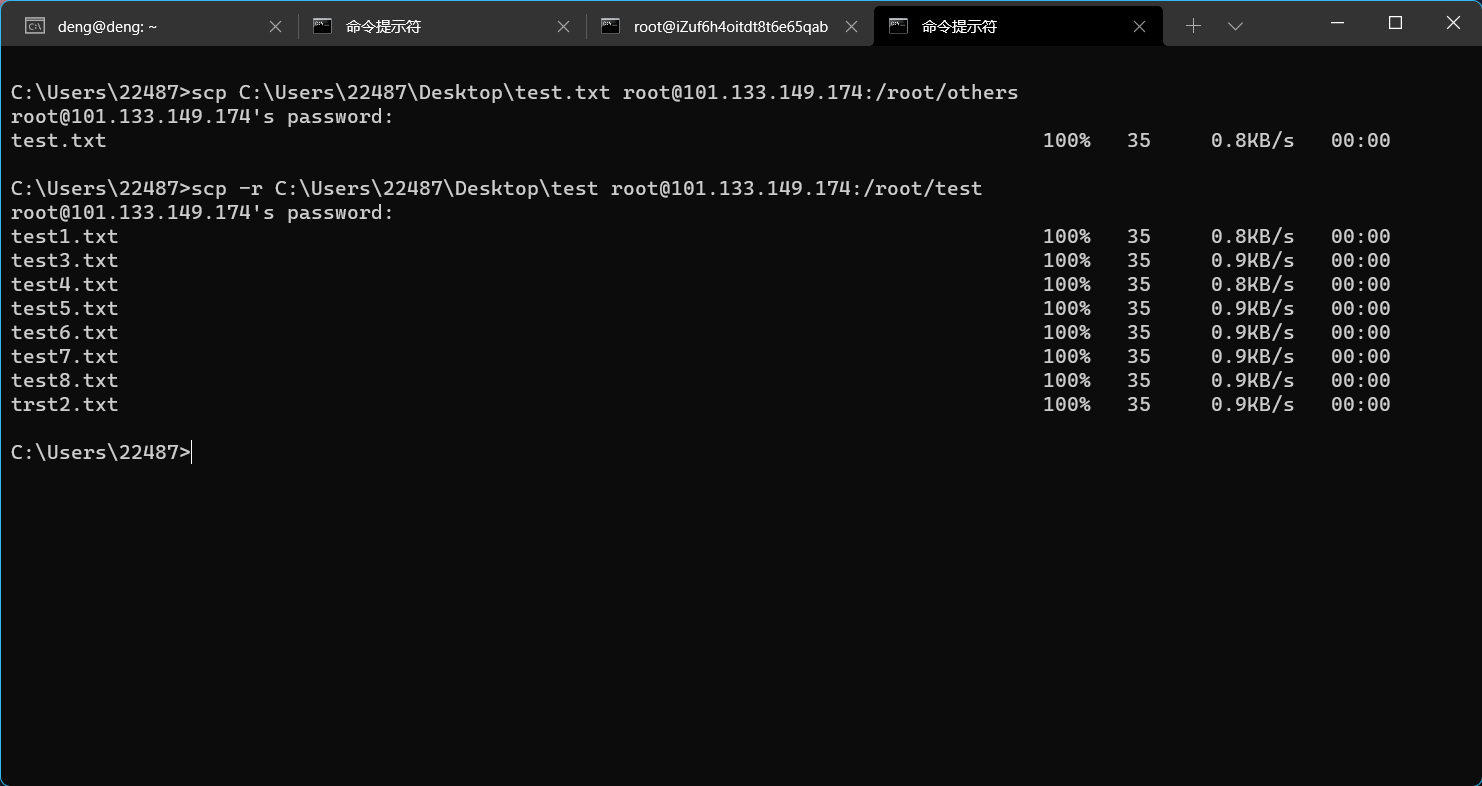 deng@deng: ~ 命令提示符 root@iZuf6h4oitdt8t6e65qab 命令提示符
C:\Users\22487>scp C:\Users\22487\Desktop\test.txt root@101.133.149.174:/root/others
root@101.133.149.174's password:
test.txt 100% 35 0.8KB/s 00:00
C:\Users\22487>scp -r C:\Users\22487\Desktop\test root@101.133.149.174:/root/test
root@101.133.149.174's password:
test1.txt 100% 35 0.8KB/s 00:00
test3.txt 100% 35 0.9KB/s 00:00
test4.txt 100% 35 0.8KB/s 00:00
test5.txt 100% 35 0.9KB/s 00:00
test6.txt 100% 35 0.9KB/s 00:00
test7.txt 100% 35 0.9KB/s 00:00
test8.txt 100% 35 0.9KB/s 00:00
trst2.txt 100% 35 0.9KB/s 00:00
C:\Users\22487>